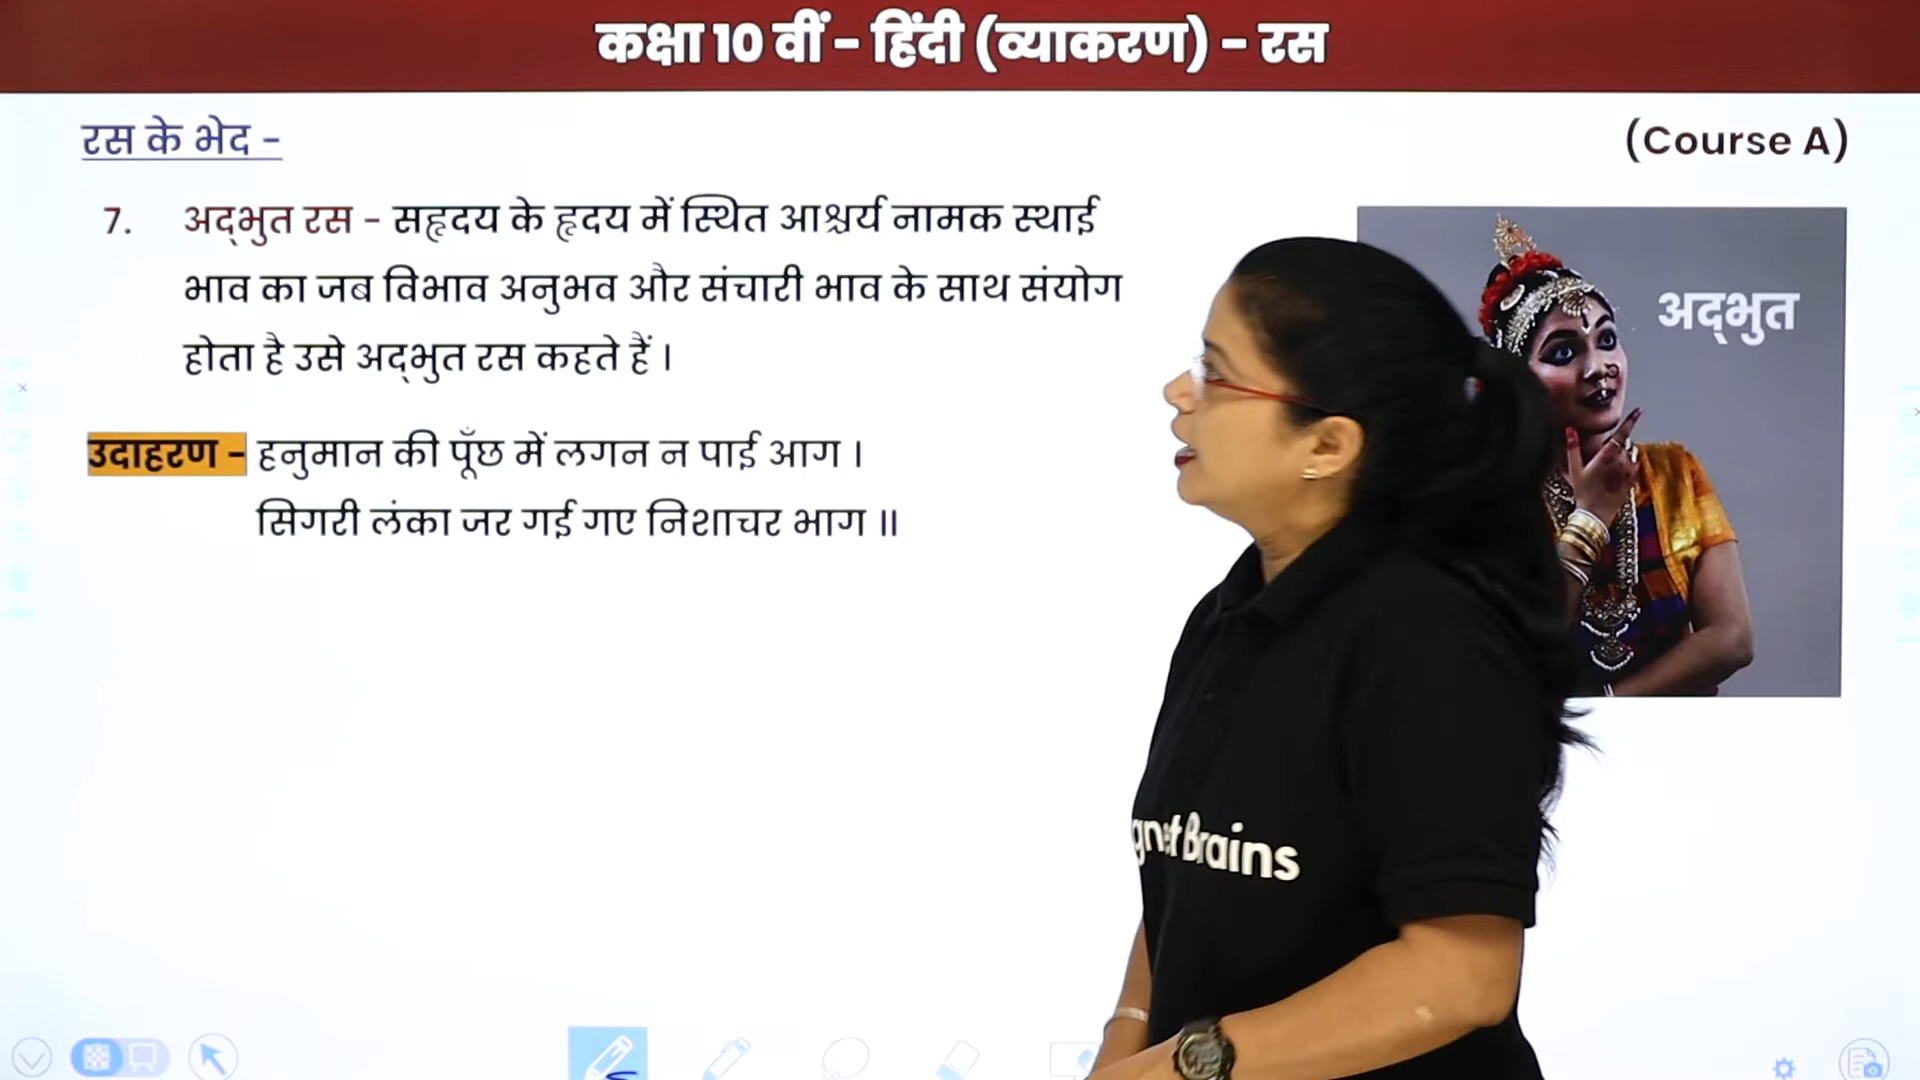 कक्षा 10 वीं - हिंदी (व्याकरण) - रस
रस के भेद -
(Course A)
7. अद्भुत रस - सहृदय के हृदय में स्थित आश्चर्य नामक स्थाई
भाव का जब विभाव अनुभव और संचारी भाव के साथ संयोग
होता है उसे अद्भुत रस कहते हैं ।
अद्भुत
उदाहरण - हनुमान की पूँछ में लगन न पाई आग ।
सिगरी लंका जर गई गए निशाचर भाग ॥
Brains